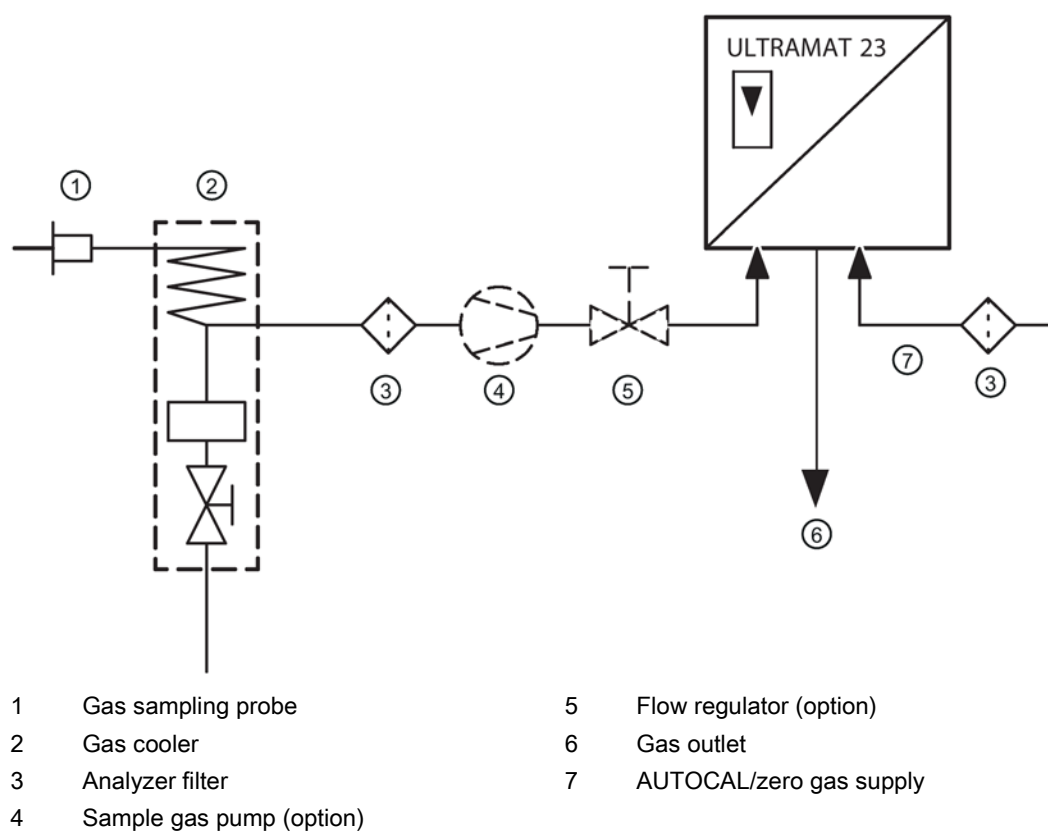 ULTRAMAT 23
①
②
③
④
⑤
⑦
③
⑥
1 Gas sampling probe
2 Gas cooler
3 Analyzer filter
4 Sample gas pump (option)
5 Flow regulator (option)
6 Gas outlet
7 AUTOCAL/zero gas supply